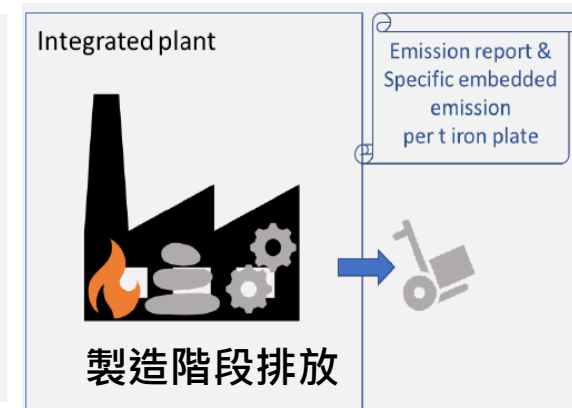 Integrated plant
Emission report &
Specific embedded
emission
per t iron plate
製造階段排放